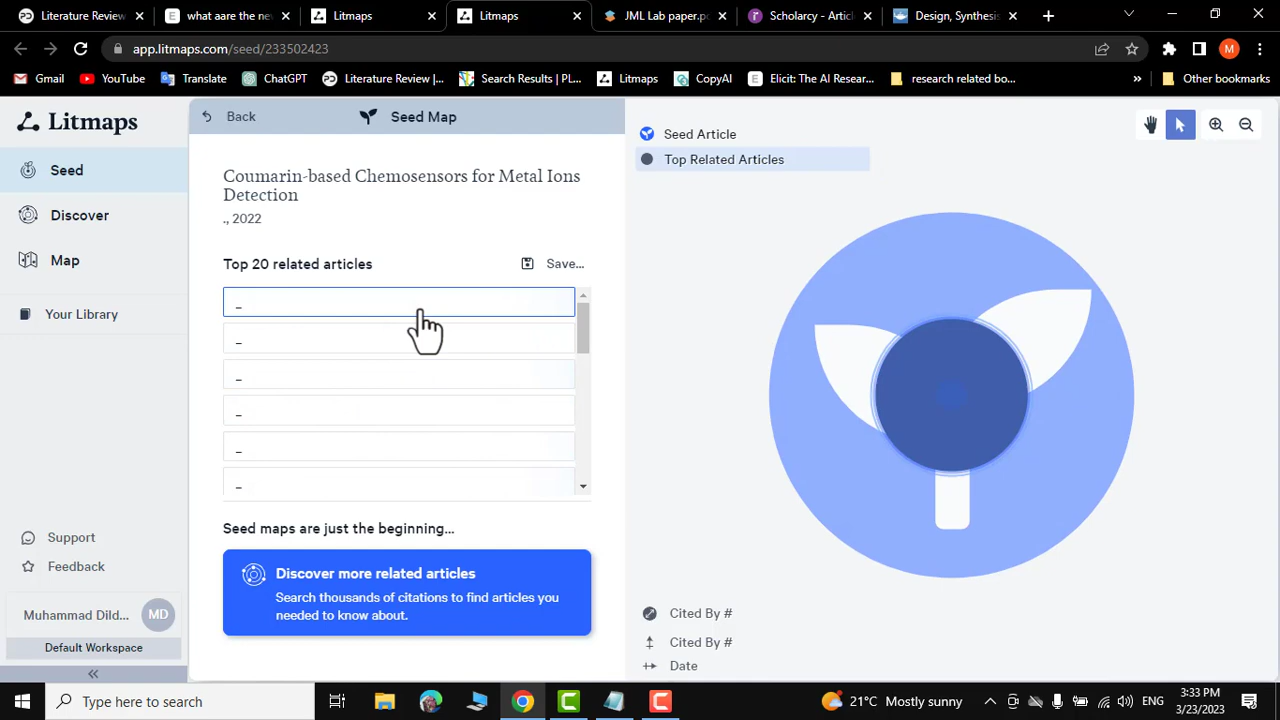 Literature Review
what aare the ne
Litmaps
Litmaps
JML Lab paper.pc
Scholarcy - Article
Design, Synthesis
app.litmaps.com/seed/233502423
M
Gmail
YouTube
Translate
ChatGPT
Literature Review |...
Search Results | PL...
Litmaps
CopyAI
Elicit: The AI Resear...
research related bo...
»
Other bookmarks
Litmaps
Back
Seed Map
Seed
Discover
Map
Your Library
Coumarin-based Chemosensors for Metal Ions
Detection
., 2022
Top 20 related articles
Save...
Seed maps are just the beginning...
Discover more related articles
Search thousands of citations to find articles you
needed to know about.
Support
Feedback
Muhammad Dild...
MD
Default Workspace
«
Seed Article
Top Related Articles
Cited By #
Cited By #
Date
Type here to search
21°C Mostly sunny
ENG
3:33 PM
3/23/2023